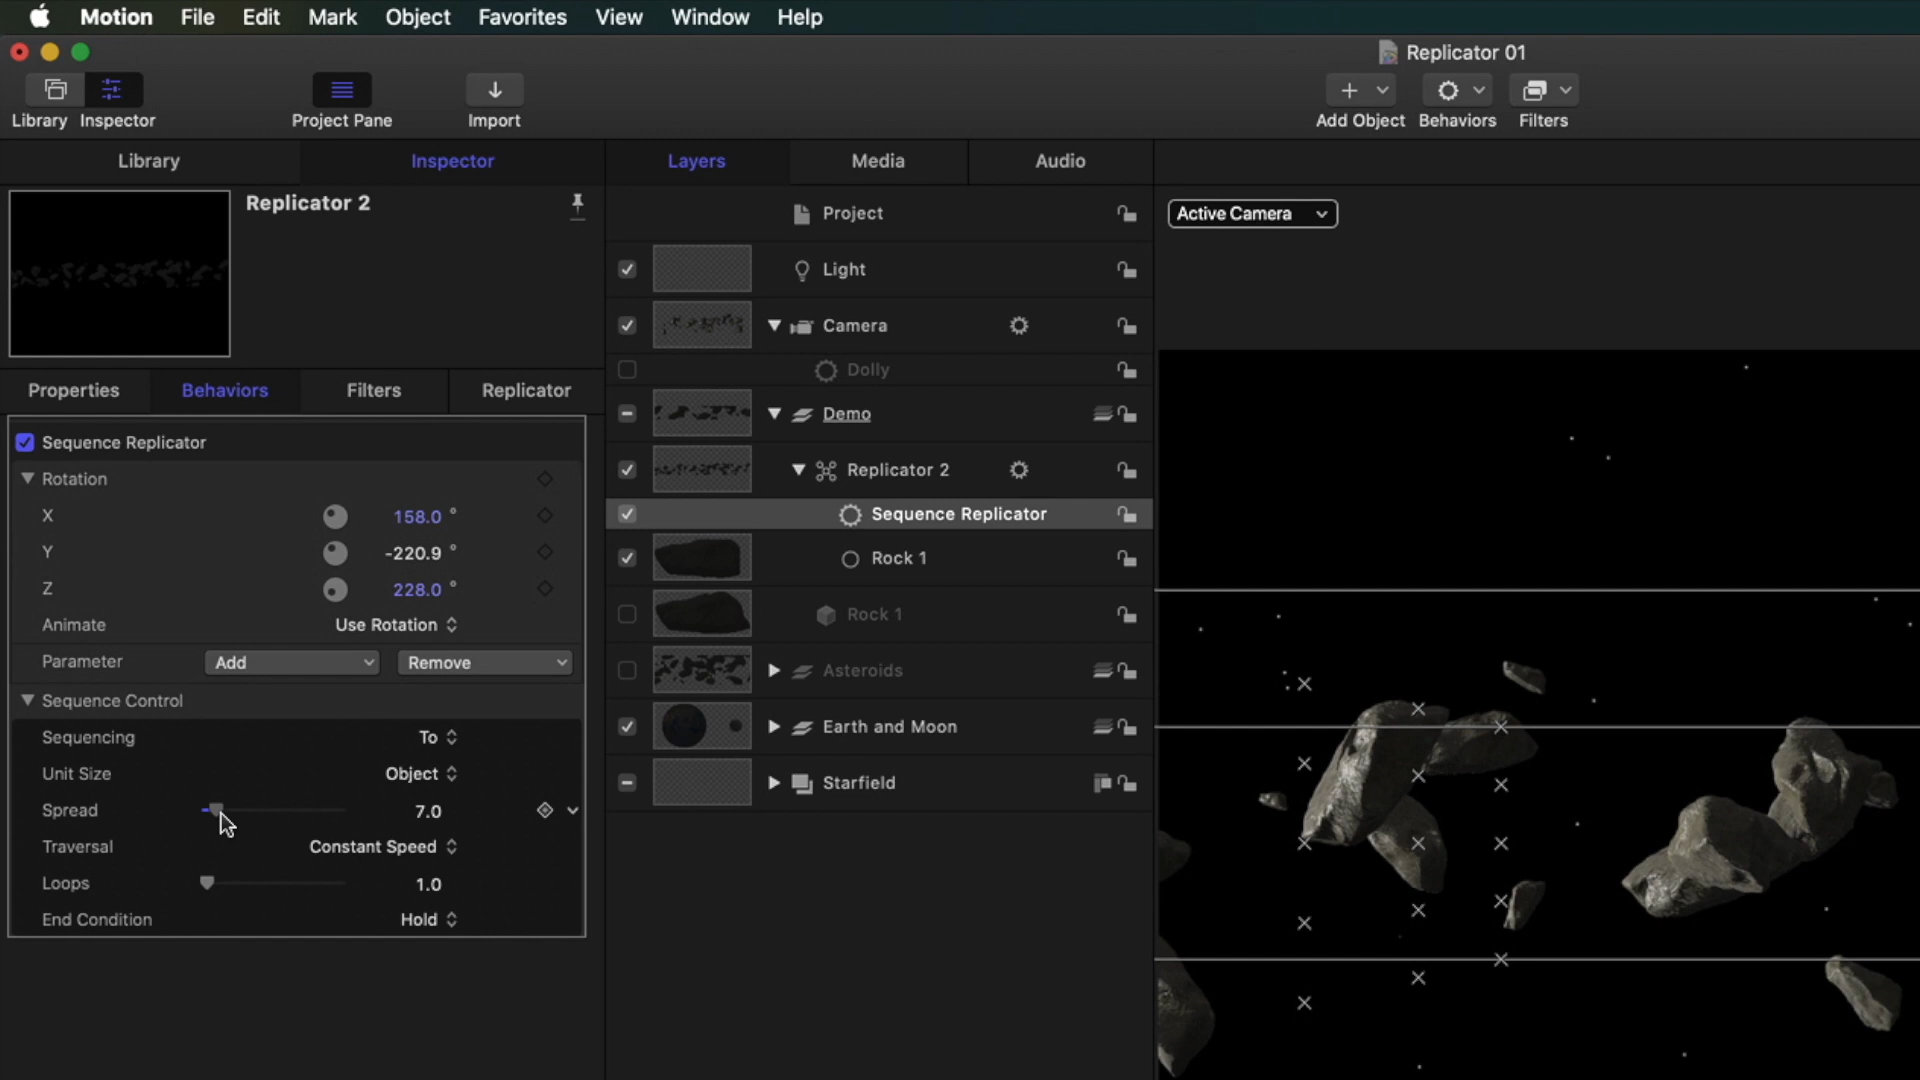 Motion File Edit Mark Object Favorites View Window Help
Replicator 01
Library Inspector Project Pane Import Add Object Behaviors Filters
Library Inspector Layers Media Audio
Replicator 2
Project
Active Camera
Light
Camera
Dolly
Properties Behaviors Filters Replicator
Demo
Sequence Replicator
Replicator 2
Rotation
X 158.0 °
Sequence Replicator
Y -220.9 °
Rock 1
Z 228.0 °
Rock 1
Animate Use Rotation
Parameter Add Remove
Asteroids
Sequence Control
Earth and Moon
Sequencing To
Unit Size Object
Starfield
Spread 7.0
Traversal Constant Speed
Loops 1.0
End Condition Hold